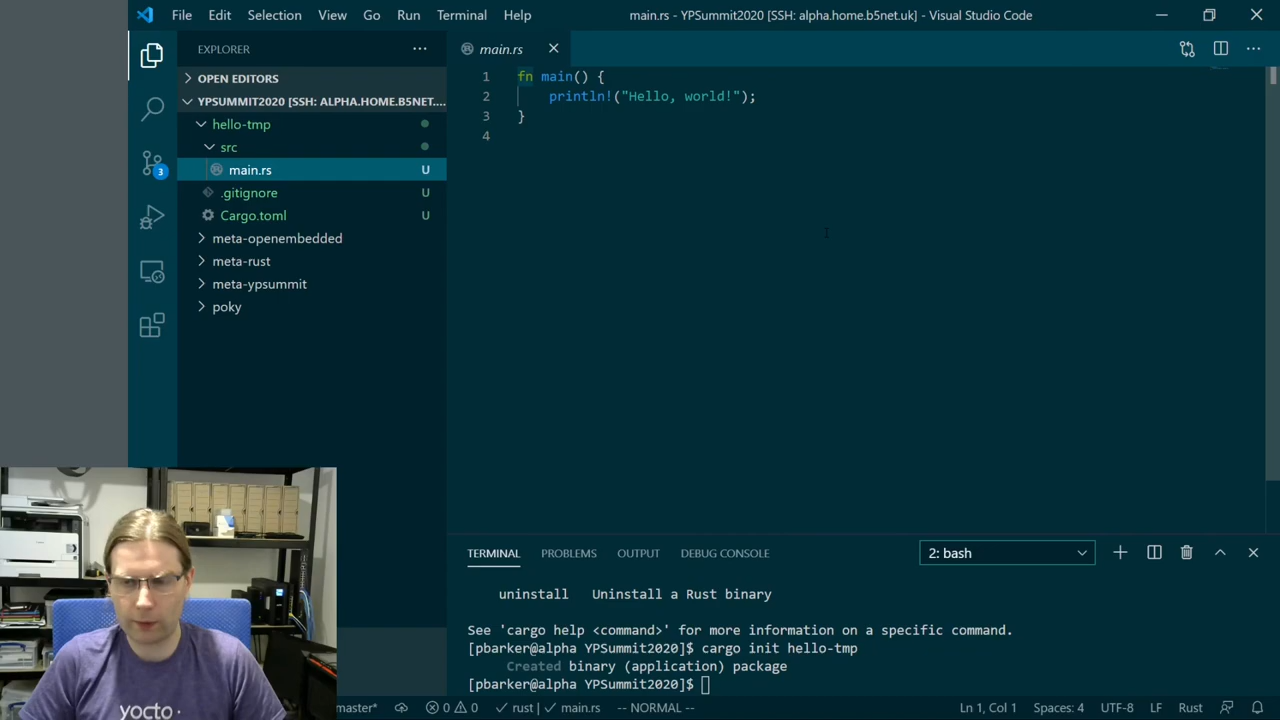 File Edit Selection View Go Run Terminal Help
main.rs - YPSummit2020 [SSH: alpha.home.b5net.uk] - Visual Studio Code
EXPLORER
OPEN EDITORS
YPSUMMIT2020 [SSH: ALPHA.HOME.B5NET....
hello-tmp
src
main.rs U
.gitignore U
Cargo.toml U
meta-openembedded
meta-rust
meta-ypsummit
poky
3
main.rs
1 fn main() {
2 println!("Hello, world!");
3 }
4
TERMINAL PROBLEMS OUTPUT DEBUG CONSOLE
2: bash
uninstall Uninstall a Rust binary
See 'cargo help <command>' for more information on a specific command.
[pbarker@alpha YPSummit2020]$ cargo init hello-tmp
Created binary (application) package
[pbarker@alpha YPSummit2020]$
master* 0 0 rust | main.rs -- NORMAL -- Ln 1, Col 1 Spaces: 4 UTF-8 LF Rust
yocto